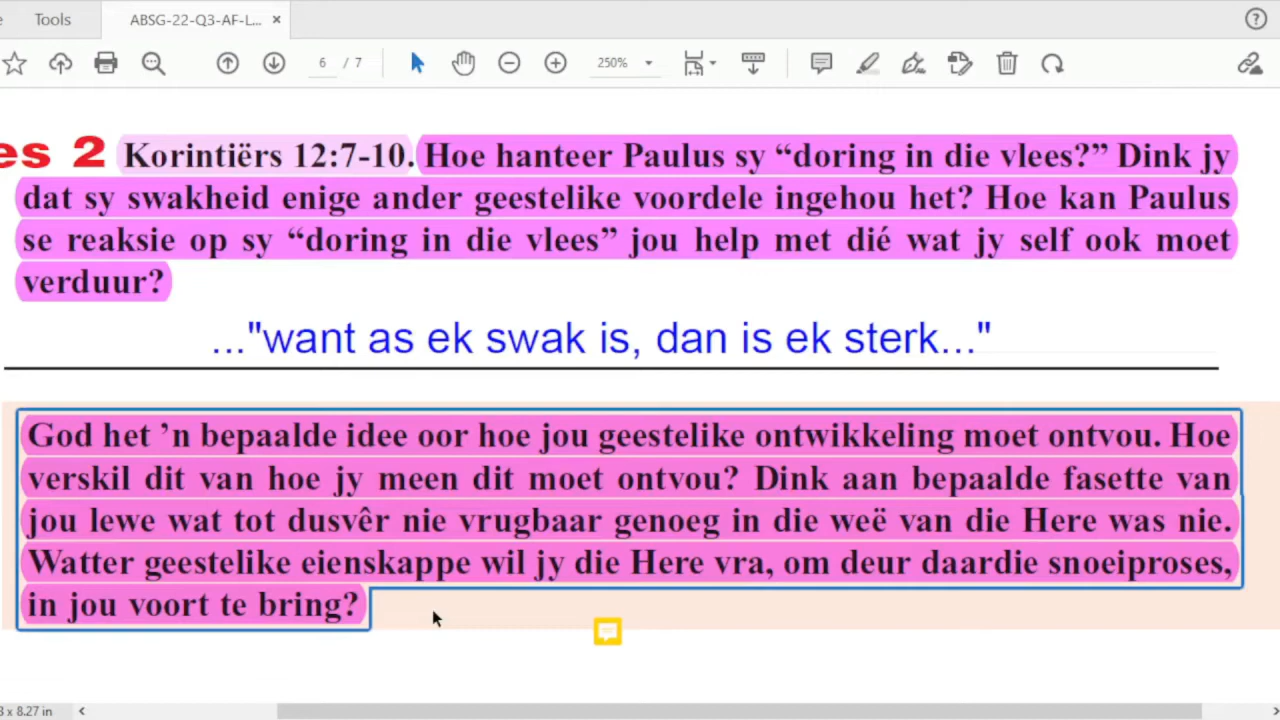 Tools
ABSG-22-Q3-AF-L... ×
6 / 7
250%
es 2 Korintiërs 12:7-10. Hoe hanteer Paulus sy “doring in die vlees?” Dink jy
dat sy swakheid enige ander geestelike voordele ingehou het? Hoe kan Paulus
se reaksie op sy “doring in die vlees” jou help met dié wat jy self ook moet
verduur?
..."want as ek swak is, dan is ek sterk..."
God het ’n bepaalde idee oor hoe jou geestelike ontwikkeling moet ontvou. Hoe
verskil dit van hoe jy meen dit moet ontvou? Dink aan bepaalde fasette van
jou lewe wat tot dusvêr nie vrugbaar genoeg in die weë van die Here was nie.
Watter geestelike eienskappe wil jy die Here vra, om deur daardie snoeiproses,
in jou voort te bring?
3 x 8.27 in